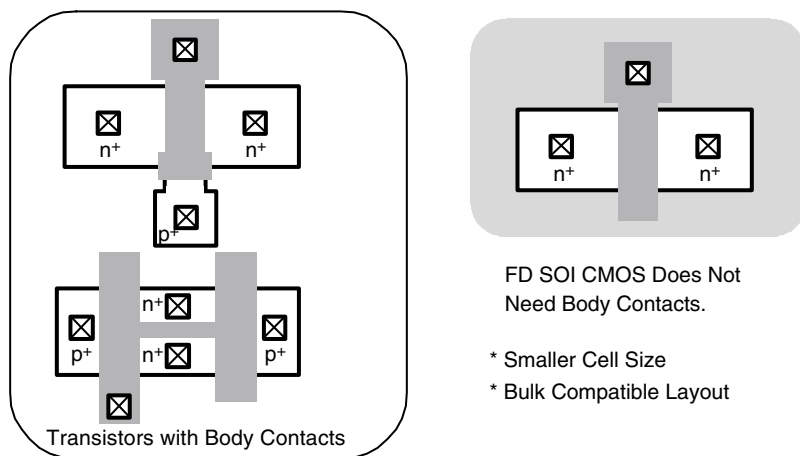 n+ n+
p+
n+
p+ n+ p+
Transistors with Body Contacts
n+ n+
FD SOI CMOS Does Not
Need Body Contacts.
* Smaller Cell Size
* Bulk Compatible Layout